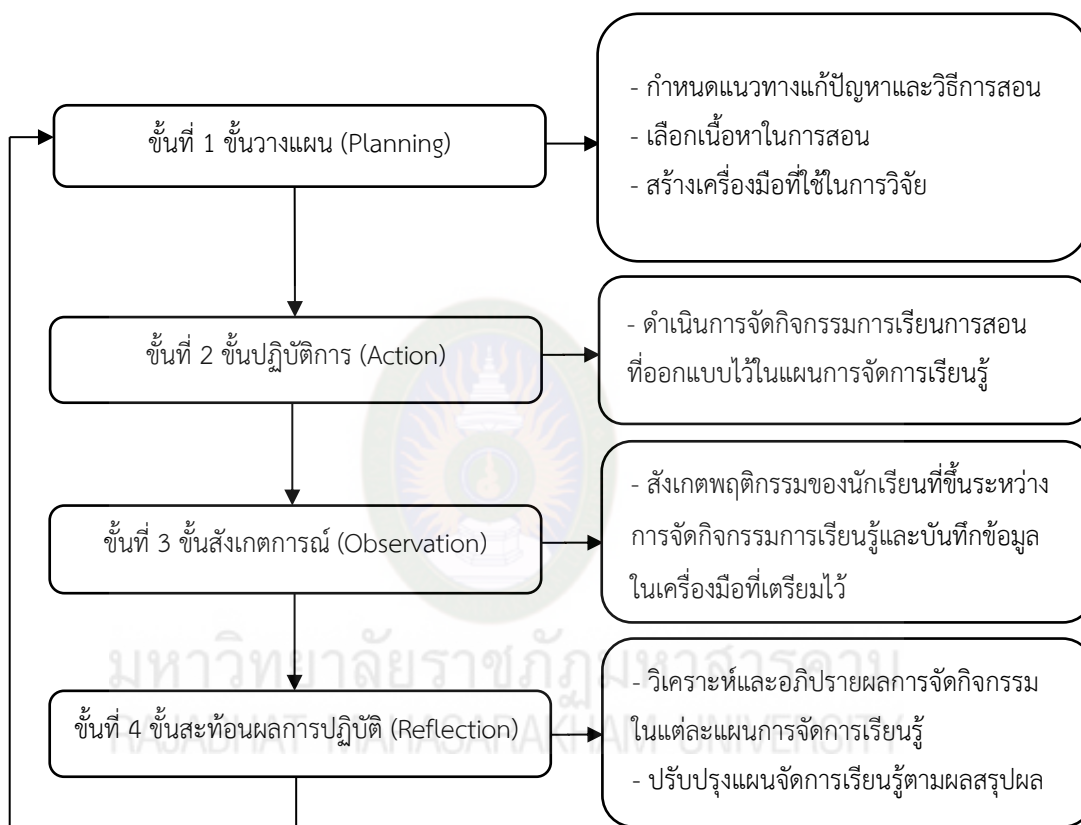 - กำหนดแนวทางแก้ปัญหาและวิธีการสอน
- เลือกเนื้อหาในการสอน
- สร้างเครื่องมือที่ใช้ในการวิจัย
ขั้นที่ 1 ขั้นวางแผน (Planning)
- ดำเนินการจัดกิจกรรมการเรียนการสอน
ที่ออกแบบไว้ในแผนการจัดการเรียนรู้
ขั้นที่ 2 ขั้นปฏิบัติการ (Action)
- สังเกตพฤติกรรมของนักเรียนที่ขึ้นระหว่าง
การจัดกิจกรรมการเรียนรู้และบันทึกข้อมูล
ในเครื่องมือที่เตรียมไว้
ขั้นที่ 3 ขั้นสังเกตการณ์ (Observation)
- วิเคราะห์และอภิปรายผลการจัดกิจกรรม
ในแต่ละแผนการจัดการเรียนรู้
- ปรับปรุงแผนจัดการเรียนรู้ตามผลสรุปผล
ขั้นที่ 4 ขั้นสะท้อนผลการปฏิบัติ (Reflection)
มหาวิทยาลัยราชภัฏมหาสารคาม
RAJABHAT MAHASARAKHAM UNIVERSITY